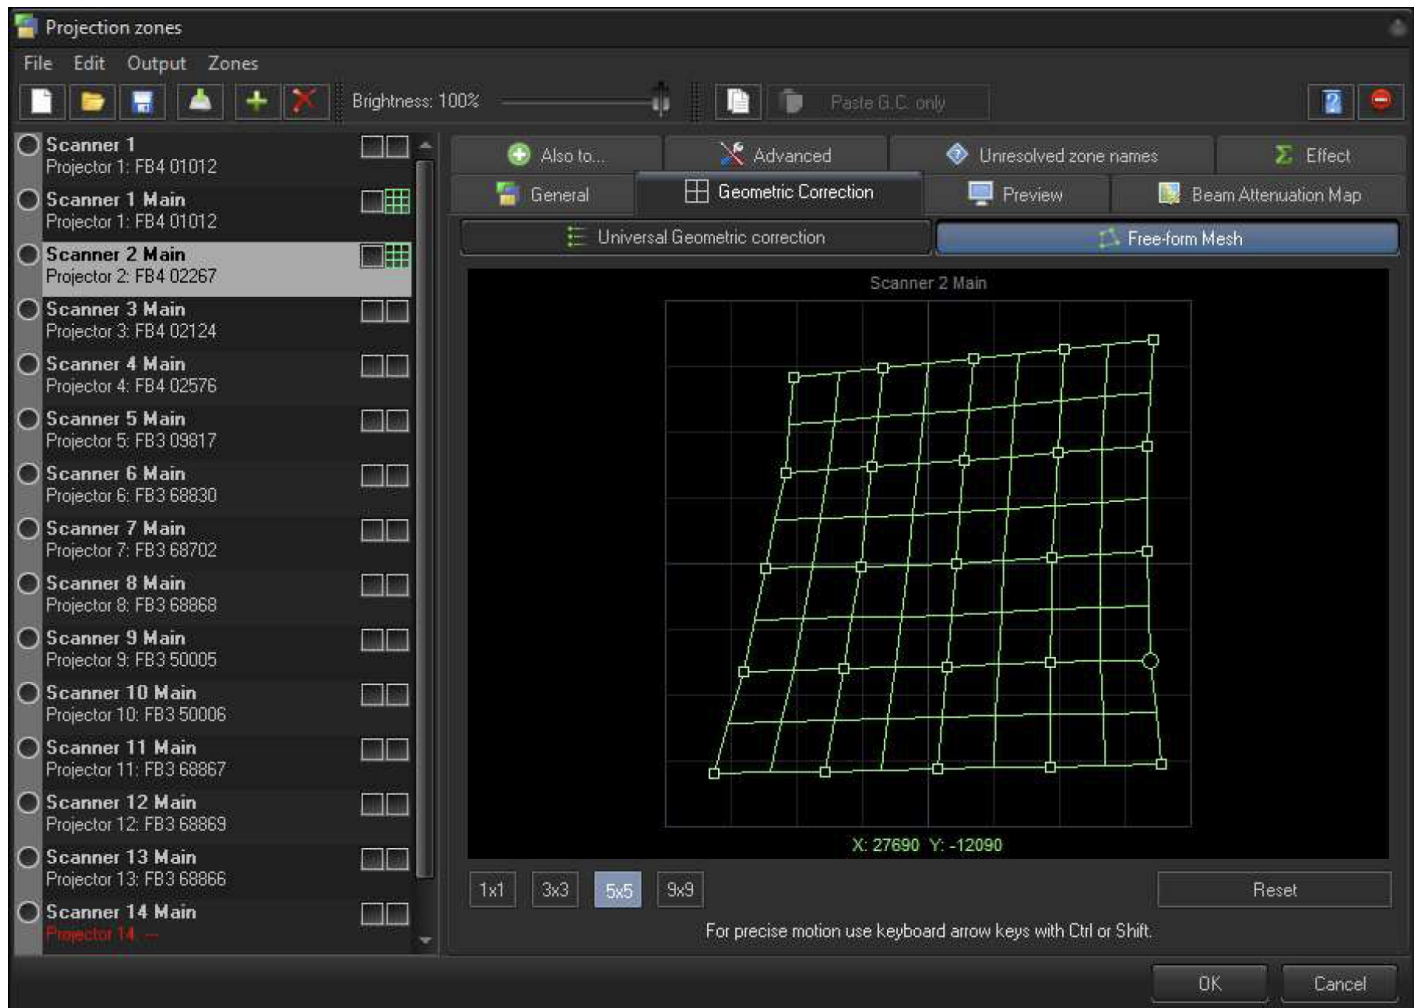 Projection zones
File Edit Output Zones
Brightness: 100%
Paste G.C. only
Scanner 1
Projector 1: FB4 01012
Scanner 1 Main
Projector 1: FB4 01012
Scanner 2 Main
Projector 2: FB4 02267
Scanner 3 Main
Projector 3: FB4 02124
Scanner 4 Main
Projector 4: FB4 02576
Scanner 5 Main
Projector 5: FB3 09817
Scanner 6 Main
Projector 6: FB3 68830
Scanner 7 Main
Projector 7: FB3 68702
Scanner 8 Main
Projector 8: FB3 68868
Scanner 9 Main
Projector 9: FB3 50005
Scanner 10 Main
Projector 10: FB3 50006
Scanner 11 Main
Projector 11: FB3 68867
Scanner 12 Main
Projector 12: FB3 68869
Scanner 13 Main
Projector 13: FB3 68866
Scanner 14 Main
Projector 14: ---
Also to... Advanced Unresolved zone names Effect
General Geometric Correction Preview Beam Attenuation Map
Universal Geometric correction Free-form Mesh
Scanner 2 Main
X: 27690 Y: -12090
1x1 3x3 5x5 9x9 Reset
For precise motion use keyboard arrow keys with Ctrl or Shift.
OK Cancel